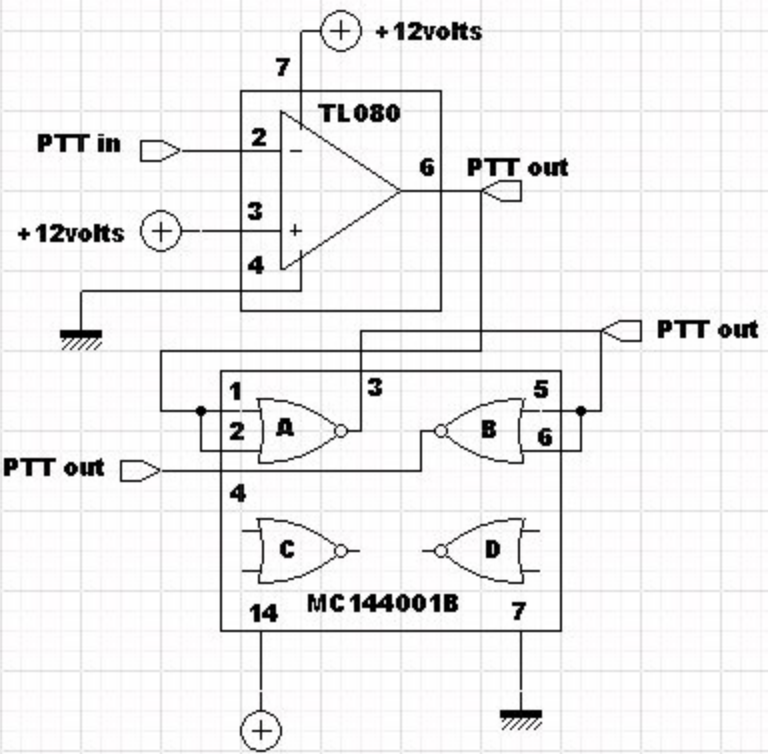 +12volts
7
TL080
PTT in
2
-
6
PTT out
+12volts
3
+
4
PTT out
1
3
5
2
A
B
6
PTT out
4
C
D
MC144001B
14
7